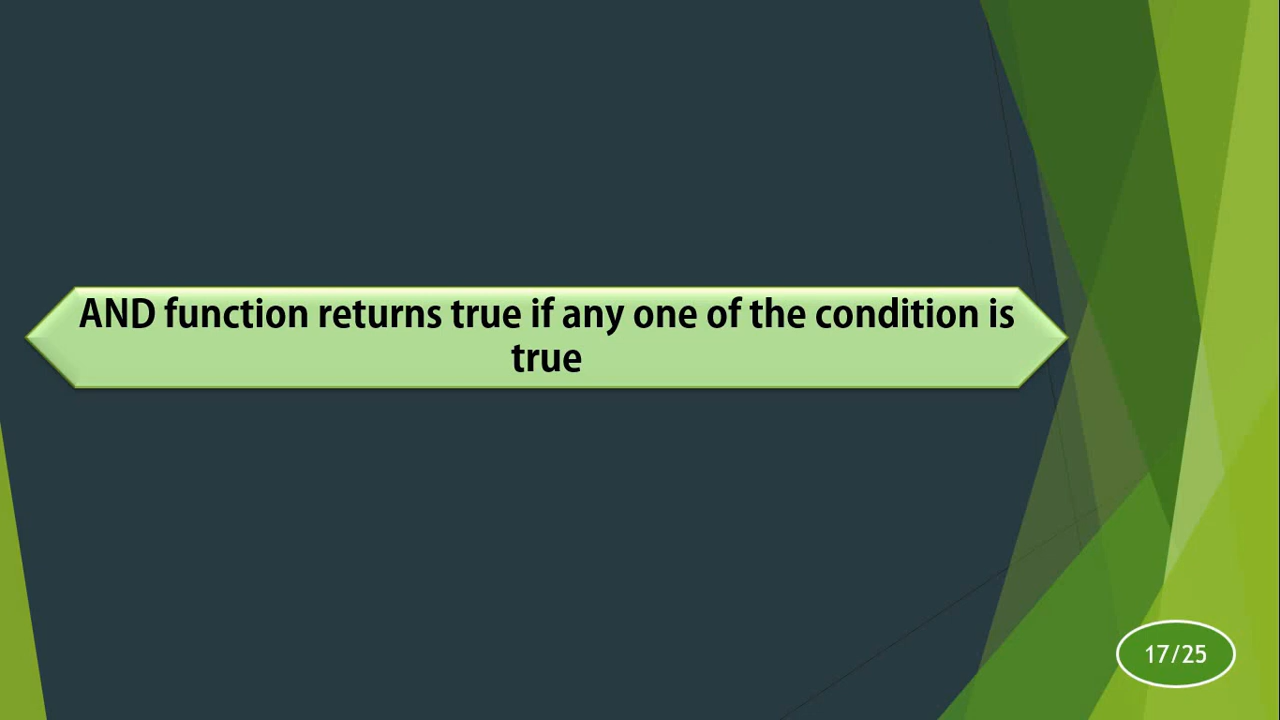 AND function returns true if any one of the condition is
true
17/25